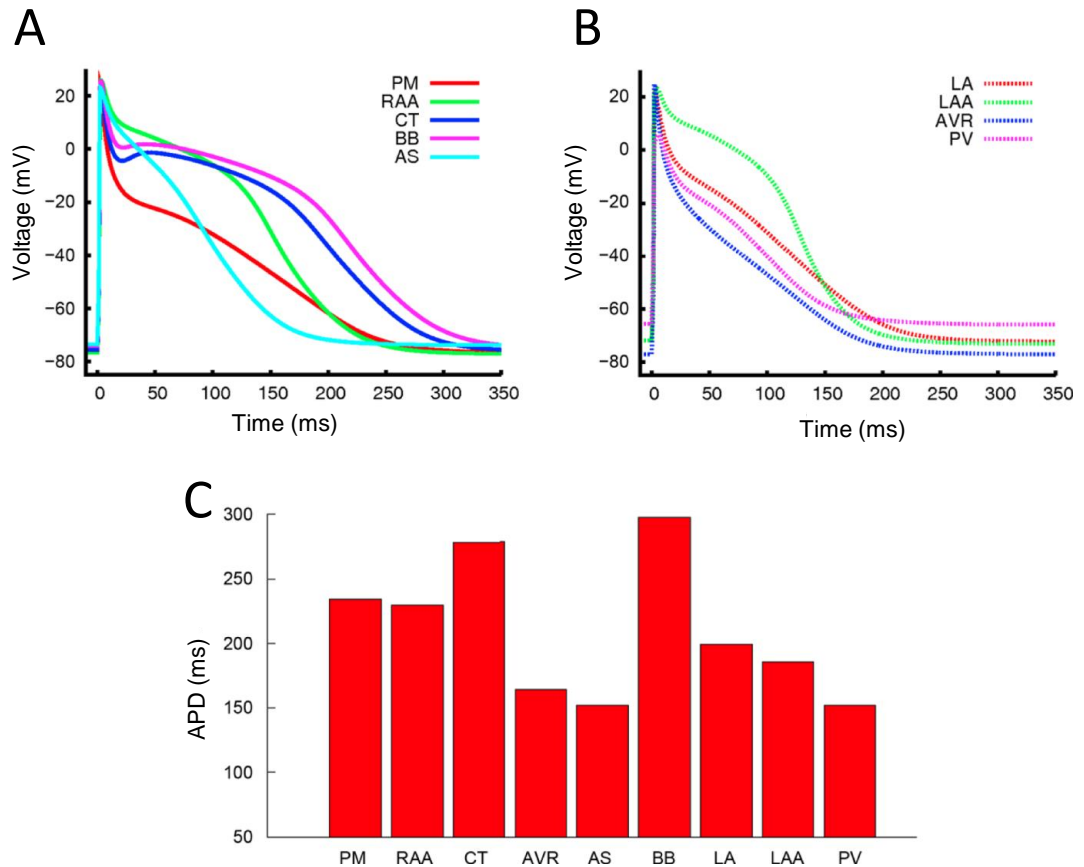 A
PM
RAA
CT
BB
AS
20
0
−20
−40
−60
−80
Voltage (mV)
0 50 100 150 200 250 300 350
Time (ms)
B
LA
LAA
AVR
PV
20
0
−20
−40
−60
−80
Voltage (mV)
0 50 100 150 200 250 300 350
Time (ms)
C
300
250
200
150
100
50
APD (ms)
PM RAA CT AVR AS BB LA LAA PV